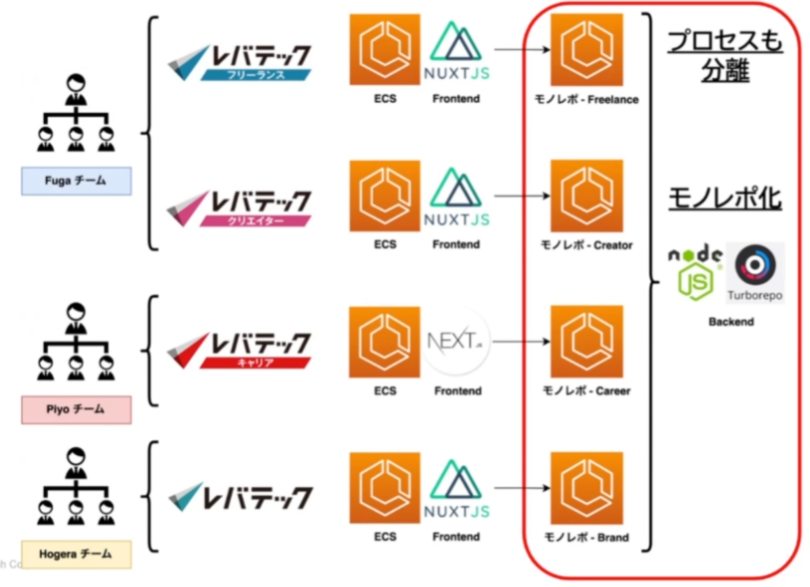 レバテック
フリーランス
NUXTJS
ECS
Frontend
モノレポ - Freelance
プロセスも
分離
Fuga チーム
レバテック
クリエイター
NUXTJS
ECS
Frontend
モノレポ - Creator
モノレポ化
node
JS
Turborepo
Backend
レバテック
キャリア
NEXT.JS
ECS
Frontend
モノレポ - Career
Piyo チーム
レバテック
NUXTJS
ECS
Frontend
モノレポ - Brand
Hogera チーム
h Co